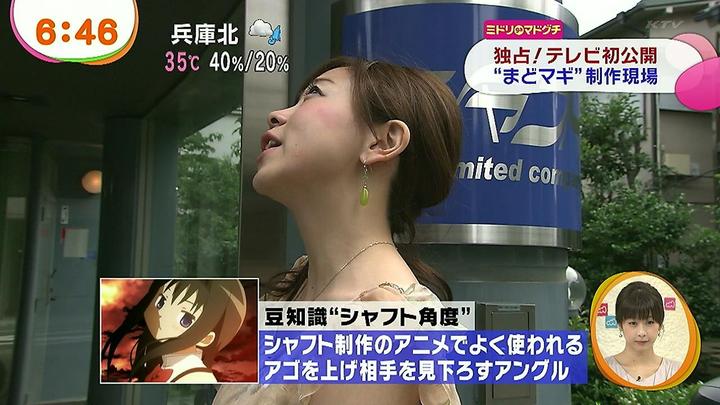 6:46
兵庫北
35℃ 40%/20%
ミドリのマドグチ
KTV
独占!テレビ初公開
“まどマギ”制作現場
limited com
豆知識“シャフト角度”
シャフト制作のアニメでよく使われる
アゴを上げ相手を見下ろすアングル